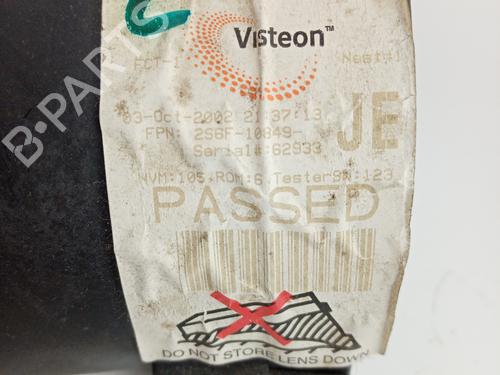 Visteon™
FCT-1 Nest#1
03-Oct-2002 21:37:13
FPN: 2S6F-10849- JE
Serial#:62933
NVM:105,ROM:6,TesterSW:123
PASSED
DO NOT STORE LENS DOWN
B-PARTS